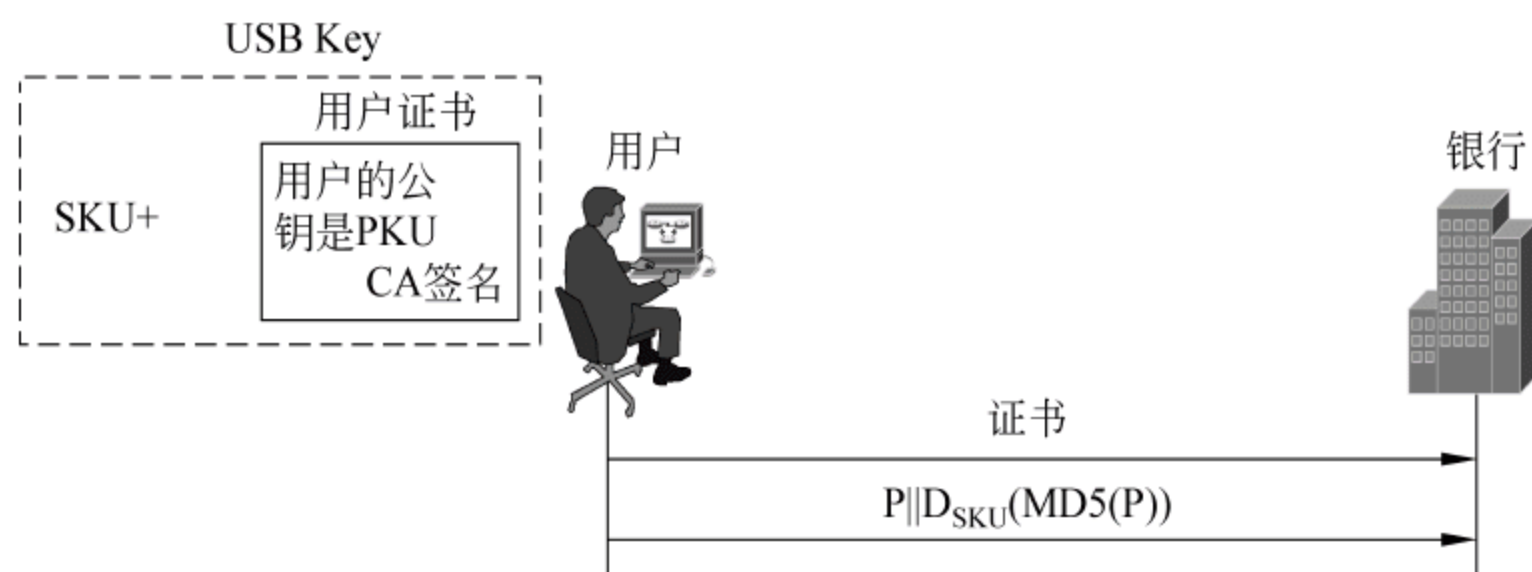 USB Key
用户证书
SKU+
用户的公
钥是PKU
CA签名
用户
银行
证书
P||D_SKU(MD5(P))